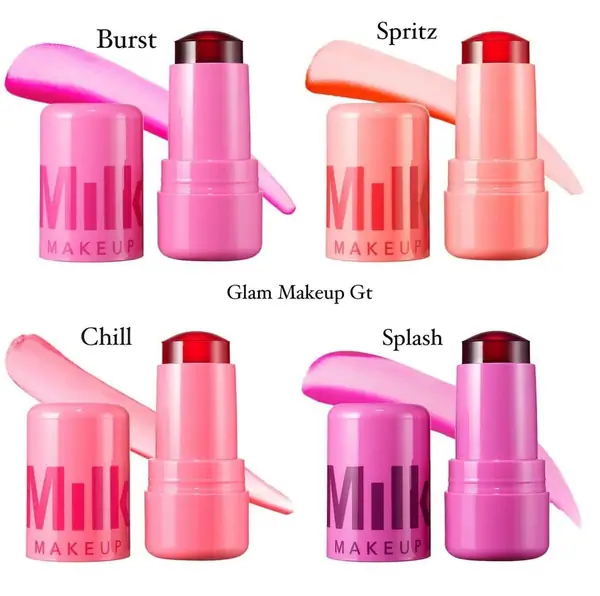 Burst
Spritz
Milk
MAKEUP
Milk
MAKEUP
Glam Makeup Gt
Chill
Splash
Milk
MAKEUP
Milk
MAKEUP